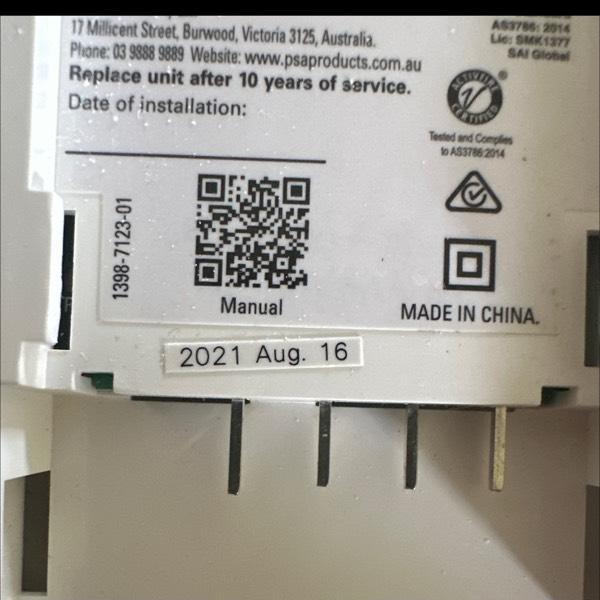 17 Millicent Street, Burwood, Victoria 3125, Australia.
Phone: 03 9888 9889 Website: www.psaproducts.com.au
Replace unit after 10 years of service.
Date of installation:
AS3786: 2014
Lic: SMK1377
SAI Global
ACTIVFIRE
CERTIFIED
®
Tested and Complies
to AS3786:2014
1398-7123-01
Manual
MADE IN CHINA.
2021 Aug. 16